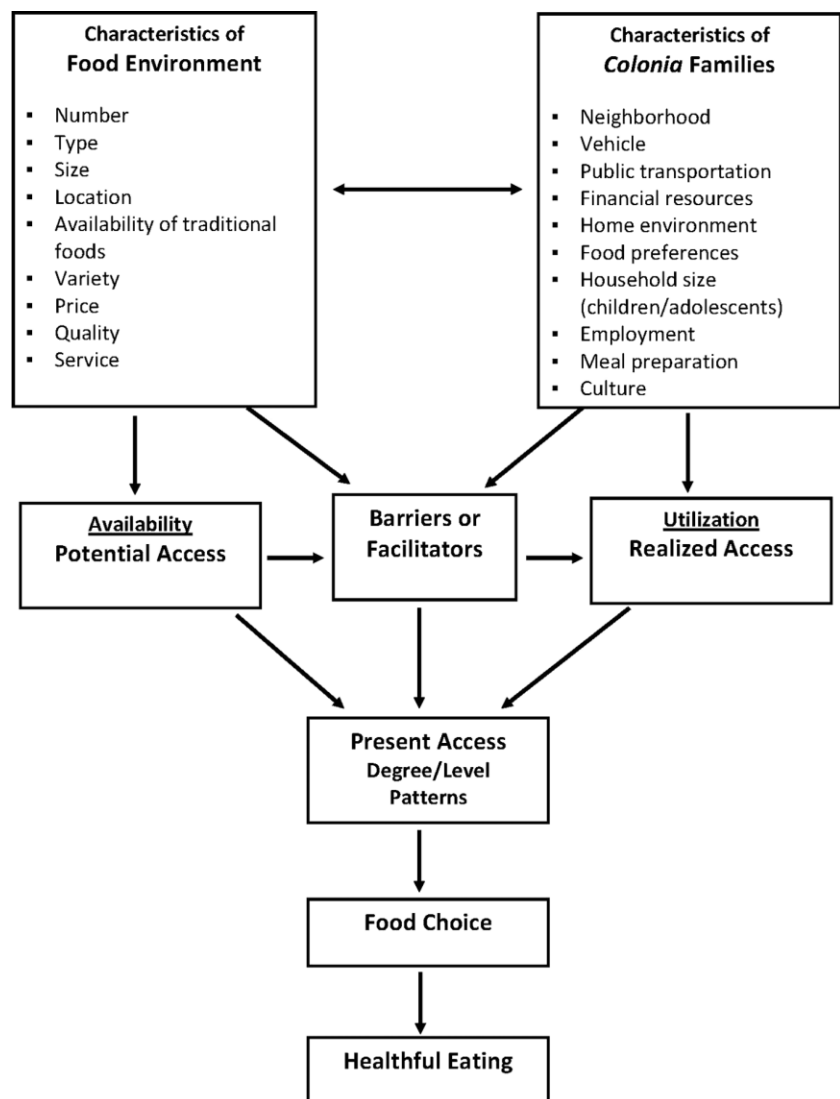 Characteristics of
Food Environment
▪ Number
▪ Type
▪ Size
▪ Location
▪ Availability of traditional
foods
▪ Variety
▪ Price
▪ Quality
▪ Service
Characteristics of
Colonia Families
▪ Neighborhood
▪ Vehicle
▪ Public transportation
▪ Financial resources
▪ Home environment
▪ Food preferences
▪ Household size
(children/adolescents)
▪ Employment
▪ Meal preparation
▪ Culture
Availability
Potential Access
Barriers or
Facilitators
Utilization
Realized Access
Present Access
Degree/Level
Patterns
Food Choice
Healthful Eating